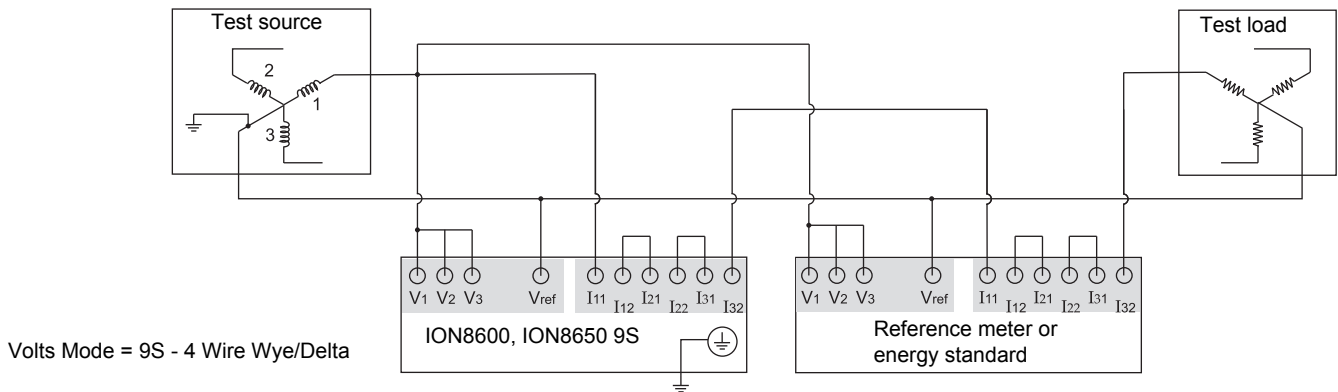 Test source
Test load
2
1
3
V1 V2 V3 Vref I11 I12 I21 I22 I31 I32
V1 V2 V3 Vref I11 I12 I21 I22 I31 I32
ION8600, ION8650 9S
Reference meter or
energy standard
Volts Mode = 9S - 4 Wire Wye/Delta